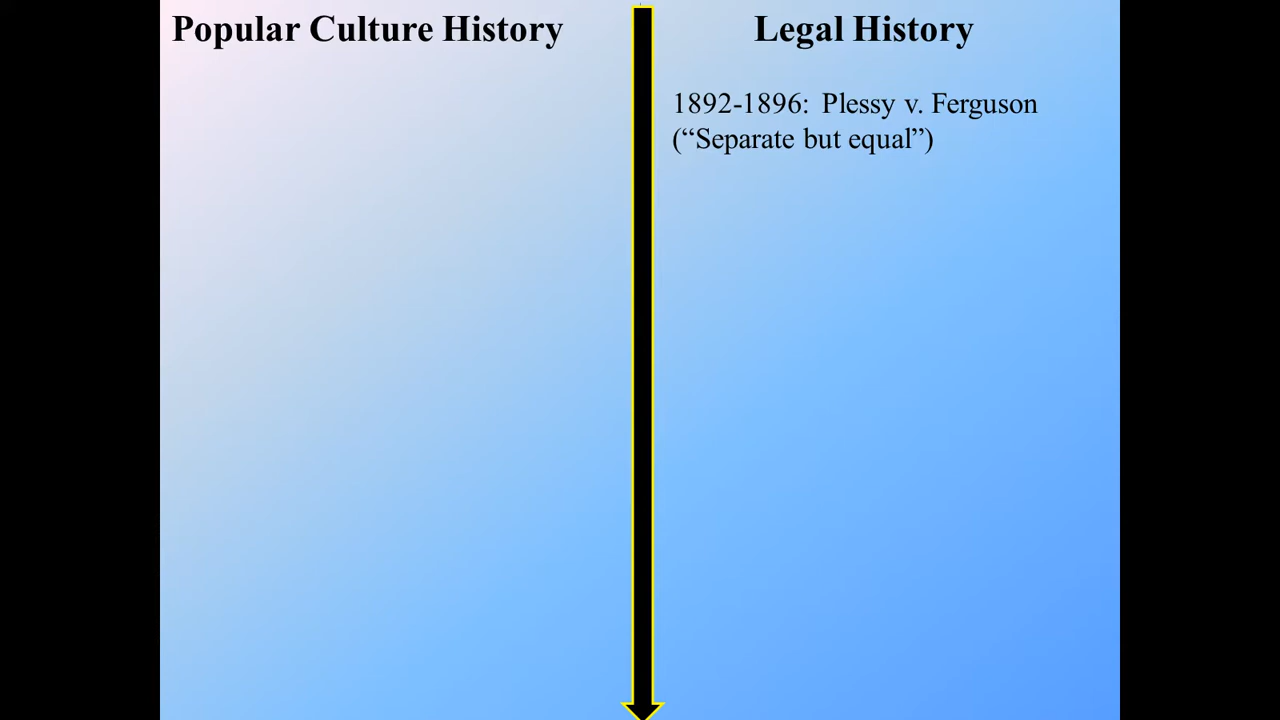 Popular Culture History
Legal History
1892-1896: Plessy v. Ferguson
(“Separate but equal”)